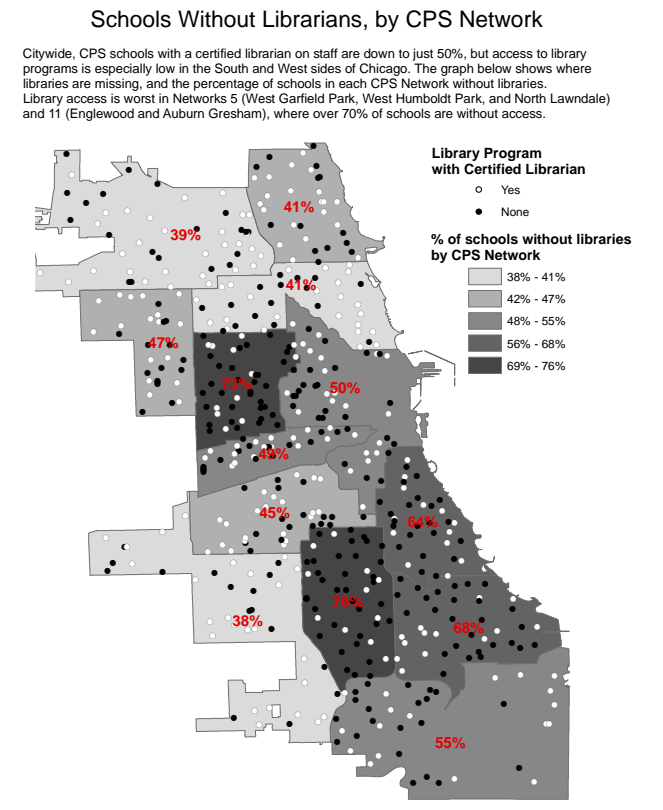 Schools Without Librarians, by CPS Network
Citywide, CPS schools with a certified librarian on staff are down to just 50%, but access to library
programs is especially low in the South and West sides of Chicago. The graph below shows where
libraries are missing, and the percentage of schools in each CPS Network without libraries.
Library access is worst in Networks 5 (West Garfield Park, West Humboldt Park, and North Lawndale)
and 11 (Englewood and Auburn Gresham), where over 70% of schools are without access.
Library Program
with Certified Librarian
Yes
None
% of schools without libraries
by CPS Network
38% - 41%
42% - 47%
48% - 55%
56% - 68%
69% - 76%
41%
39%
41%
47%
73%
50%
49%
45%
64%
76%
38%
68%
55%